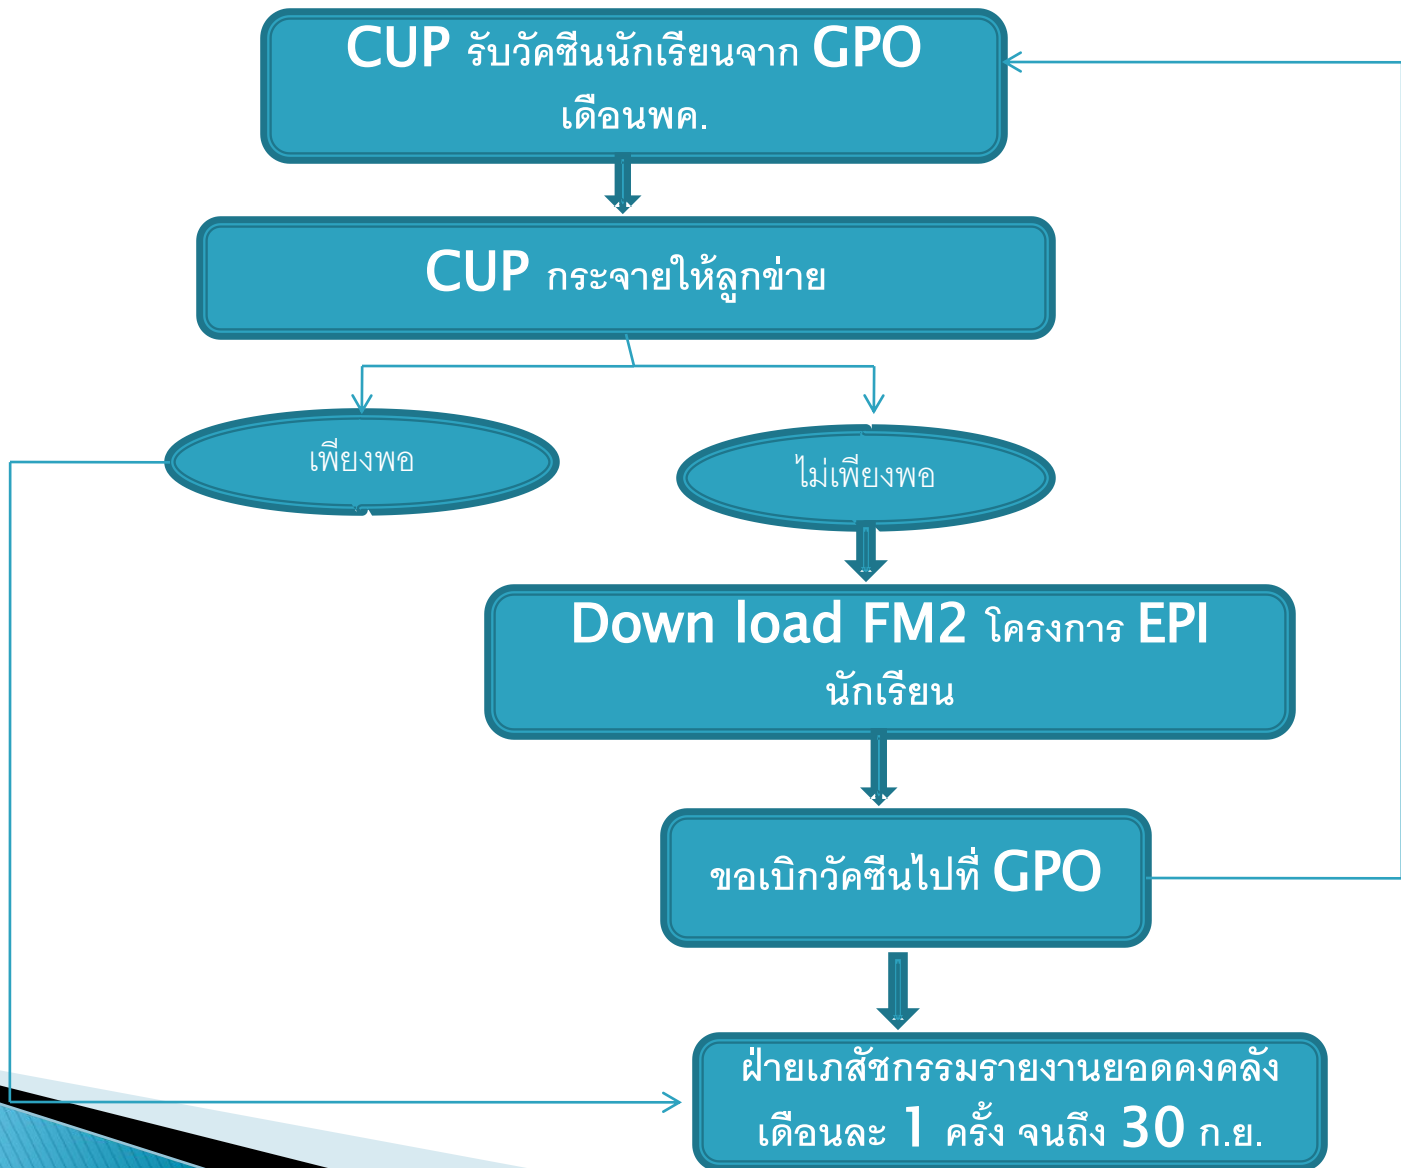 CUP รับวัคซีนนักเรียนจาก GPO
เดือนพค.
CUP กระจายให้ลูกข่าย
เพียงพอ
ไม่เพียงพอ
Down load FM2 โครงการ EPI
นักเรียน
ขอเบิกวัคซีนไปที่ GPO
ฝ่ายเภสัชกรรมรายงานยอดคงคลัง
เดือนละ 1 ครั้ง จนถึง 30 ก.ย.